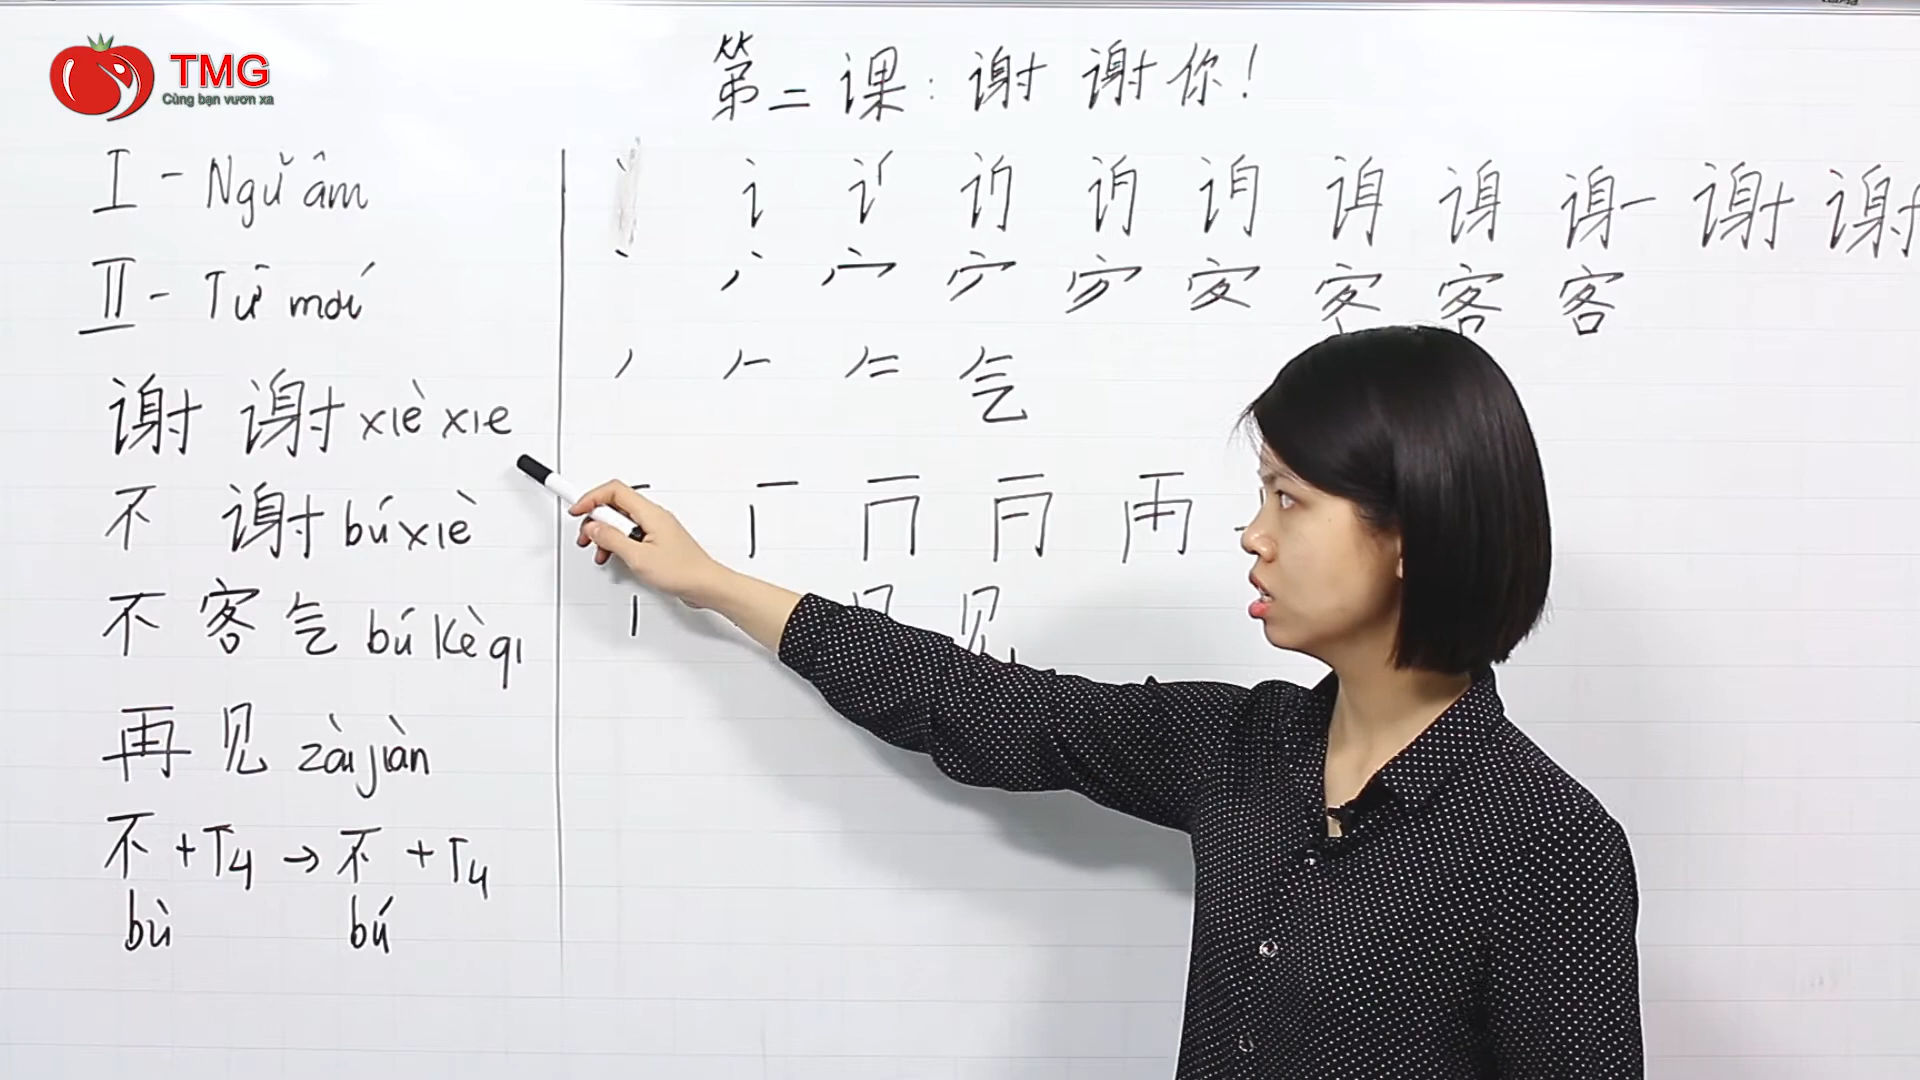 TMG
Cùng bạn vươn xa
第二课: 谢谢你!
I - Ngữ âm
II - Từ mới
谢谢 xièxie
不谢 búxiè
不客气 búkèqi
再见 zàijiàn
不 + T4 → 不 + T4
bù bú
客 客 客
气
见